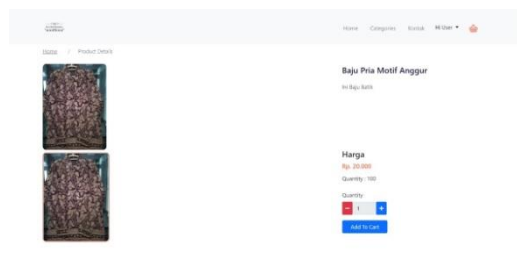 Home Categories Kontak Hi User
Home / Product Details
Baju Pria Motif Anggur
Ini Baju Batik
Harga
Rp. 20.000
Quantity : 100
Quantity
- 1 +
Add To Cart